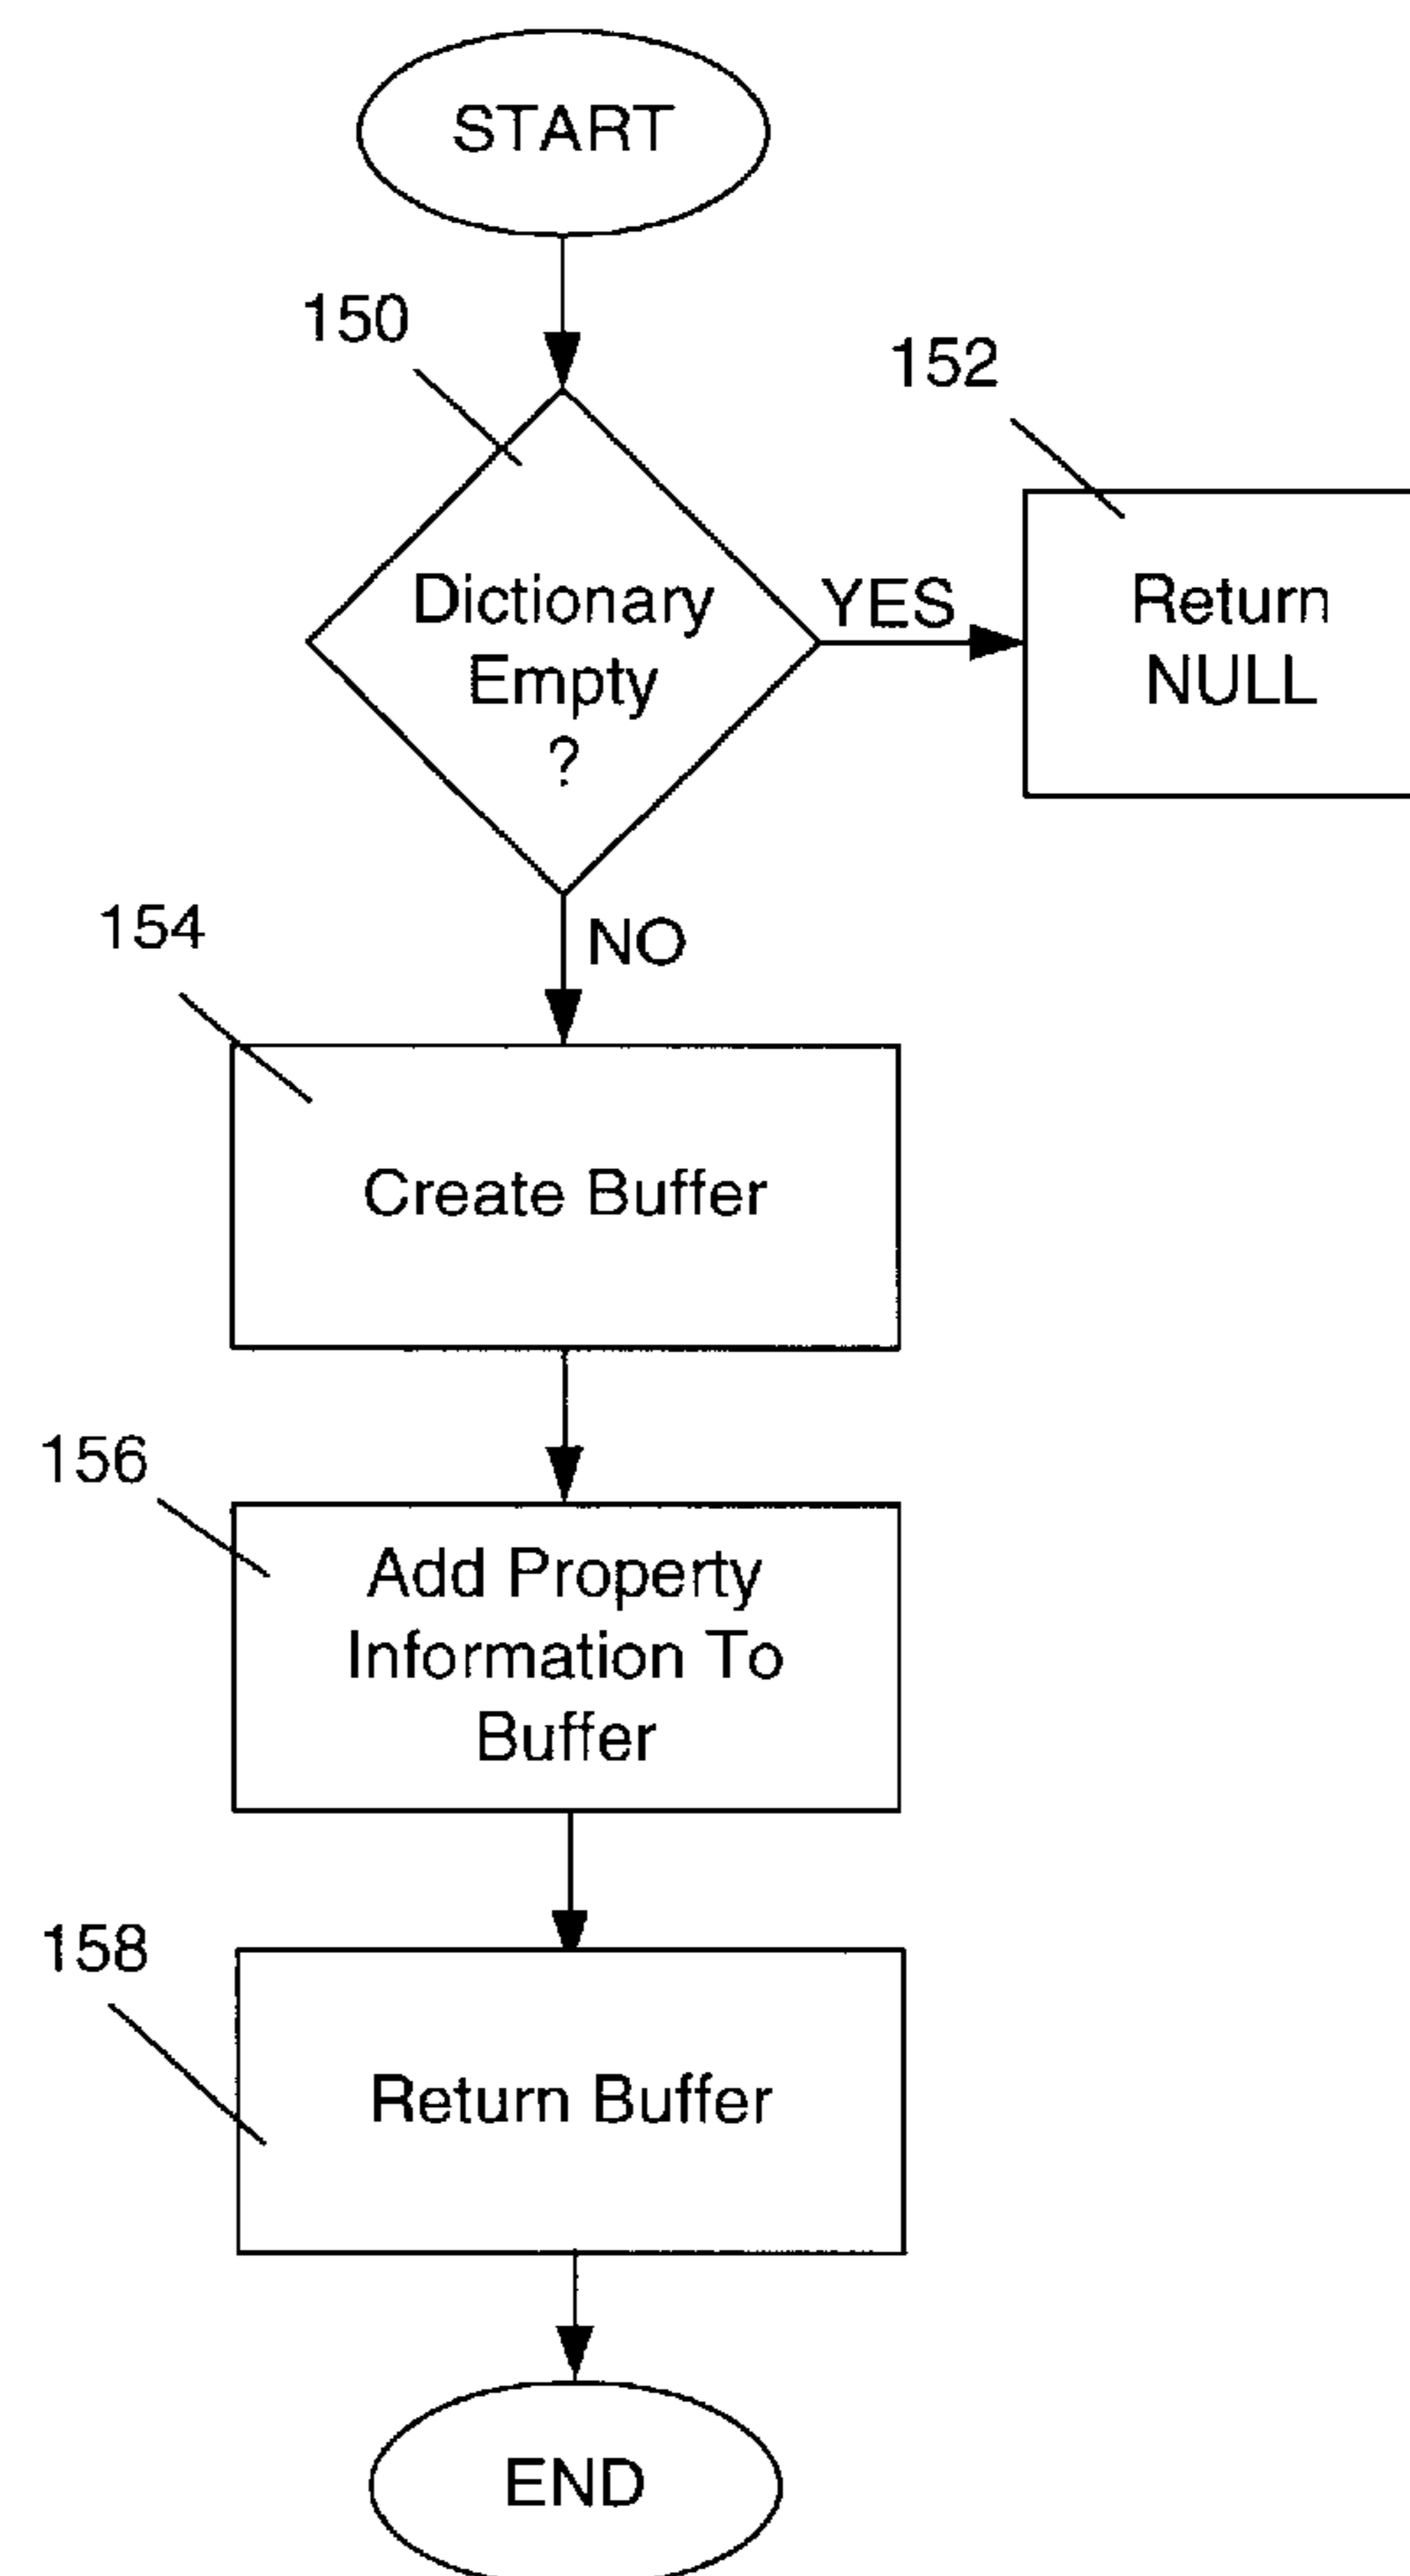 START
150
152
Dictionary
Empty
?
YES
Return
NULL
NO
154
Create Buffer
156
Add Property
Information To
Buffer
158
Return Buffer
END